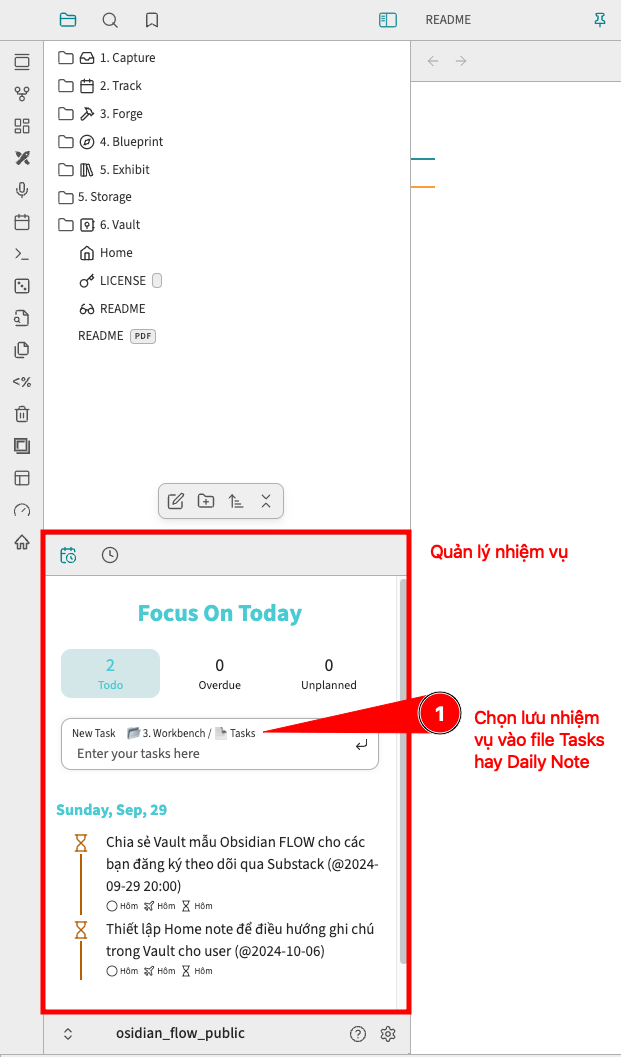 README
1. Capture
2. Track
3. Forge
4. Blueprint
5. Exhibit
5. Storage
6. Vault
Home
LICENSE
README
README PDF
<%
Quản lý nhiệm vụ
Focus On Today
2 0 0
Todo Overdue Unplanned
1
New Task 3. Workbench / Tasks
Enter your tasks here
Chọn lưu nhiệm
vụ vào file Tasks
hay Daily Note
Sunday, Sep, 29
Chia sẻ Vault mẫu Obsidian FLOW cho các
bạn đăng ký theo dõi qua Substack (@2024-
09-29 20:00)
Hôm Hôm Hôm
Thiết lập Home note để điều hướng ghi chú
trong Vault cho user (@2024-10-06)
Hôm Hôm Hôm
osidian_flow_public